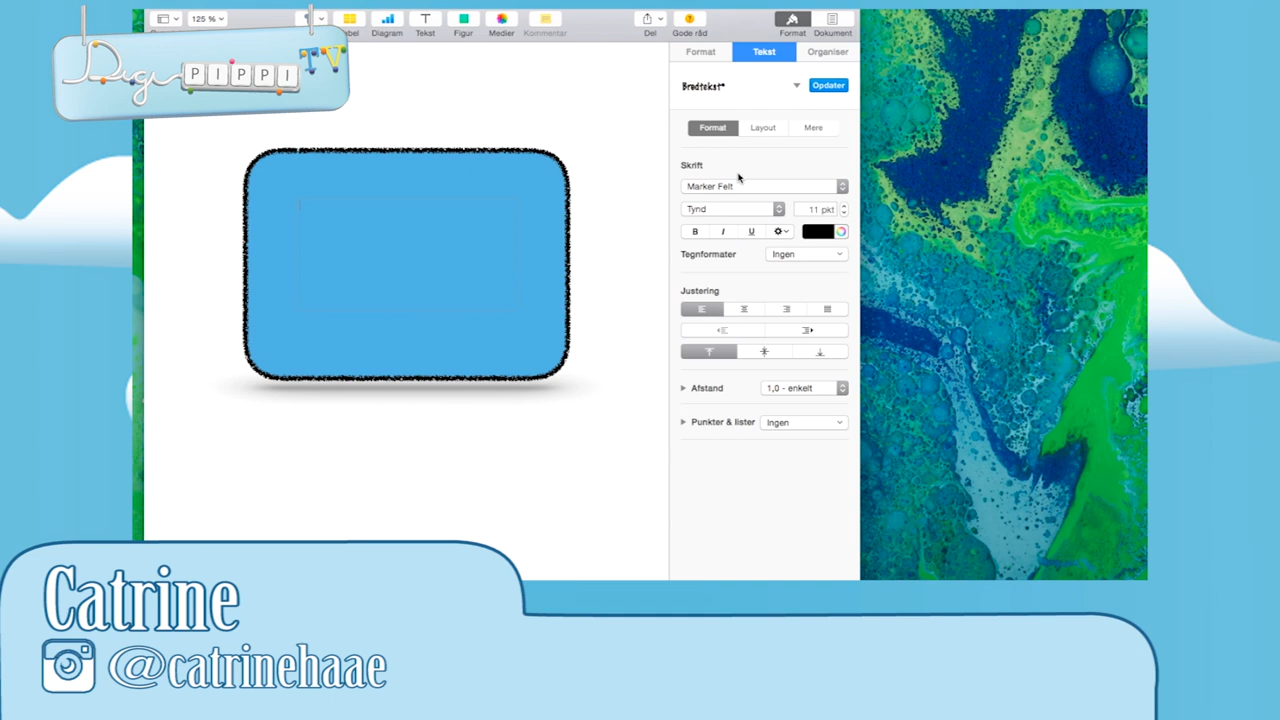 125 %
Diagram
Tekst
Figur
Medier
Kommentar
Del
Gode råd
Format
Dokument
Digi PIPPI TV
Format
Tekst
Organiser
Brødtekst*
Opdater
Format
Layout
Mere
Skrift
Marker Felt
Tynd
11 pkt
B
I
U
Tegnformater
Ingen
Justering
Afstand
1,0 - enkelt
Punkter & lister
Ingen
Catrine
@catrinehaae